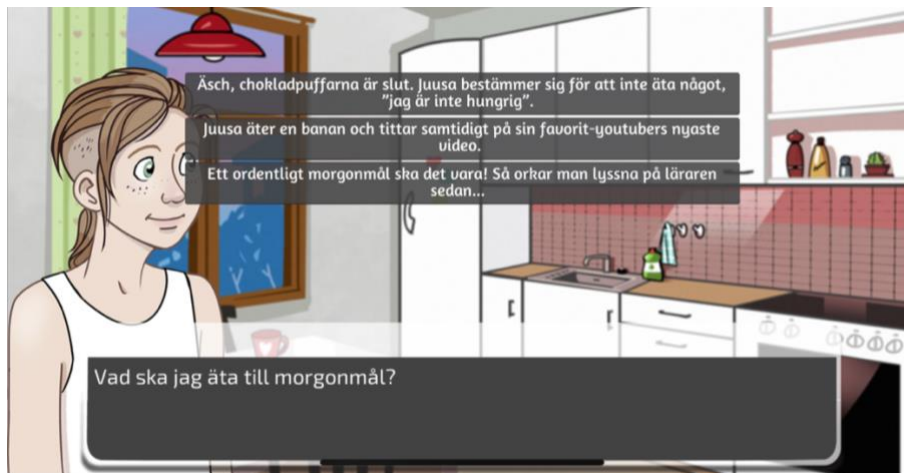 Äsch, chokladpuffarna är slut. Juusa bestämmer sig för att inte äta något,
"jag är inte hungrig".
Juusa äter en banan och tittar samtidigt på sin favorit-youtubers nyaste
video.
Ett ordentligt morgonmål ska det vara! Så orkar man lyssna på läraren
sedan...
Vad ska jag äta till morgonmål?